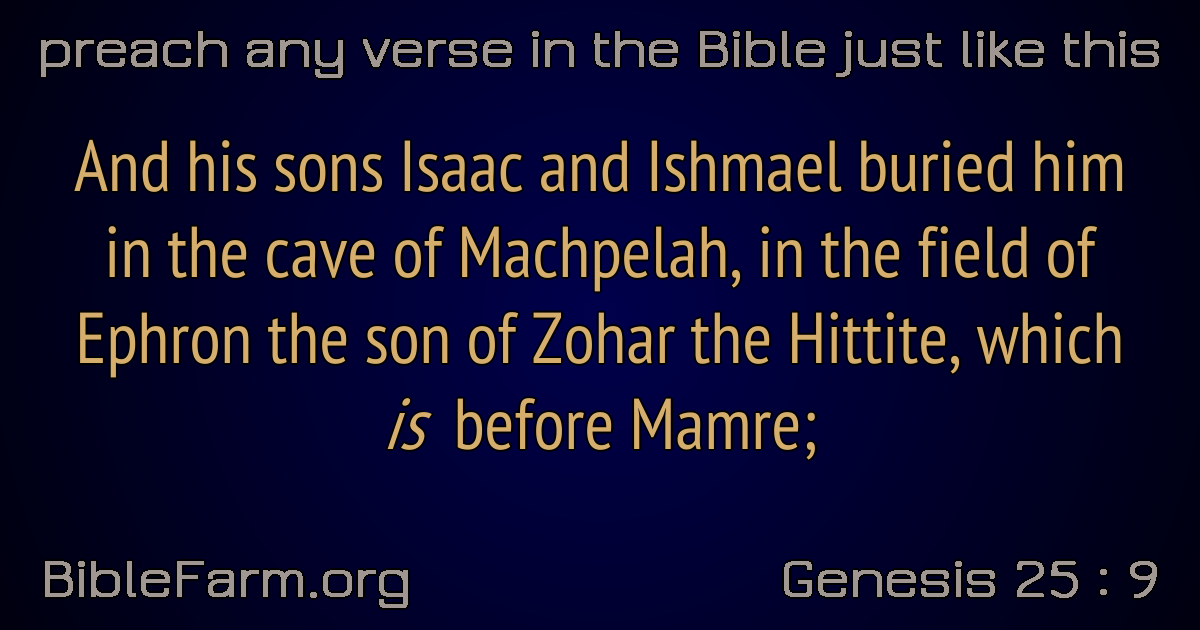 preach any verse in the Bible just like this
And his sons Isaac and Ishmael buried him
in the cave of Machpelah, in the field of
Ephron the son of Zohar the Hittite, which
is before Mamre;
BibleFarm.org
Genesis 25 : 9